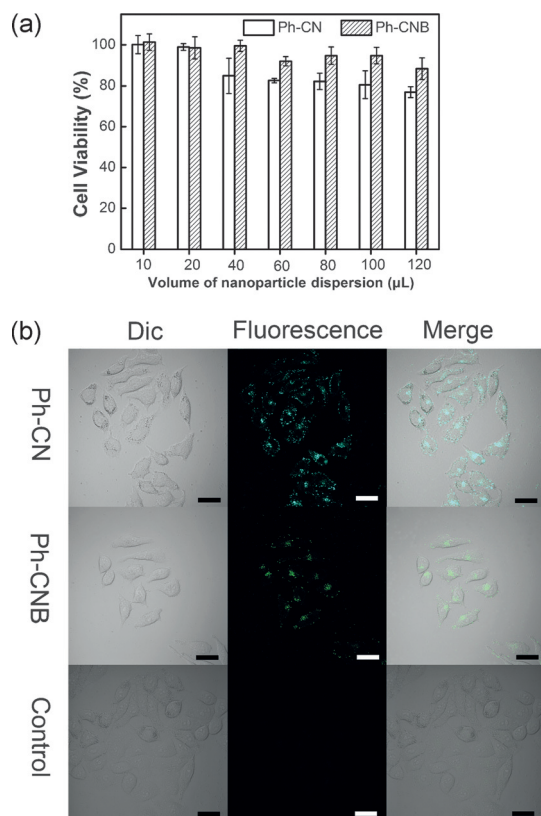 (a)
Ph-CN Ph-CNB
Cell Viability (%)
120
100
80
60
40
20
0
10 20 40 60 80 100 120
Volume of nanoparticle dispersion (μL)
(b)
Dic Fluorescence Merge
Ph-CN
Ph-CNB
Control